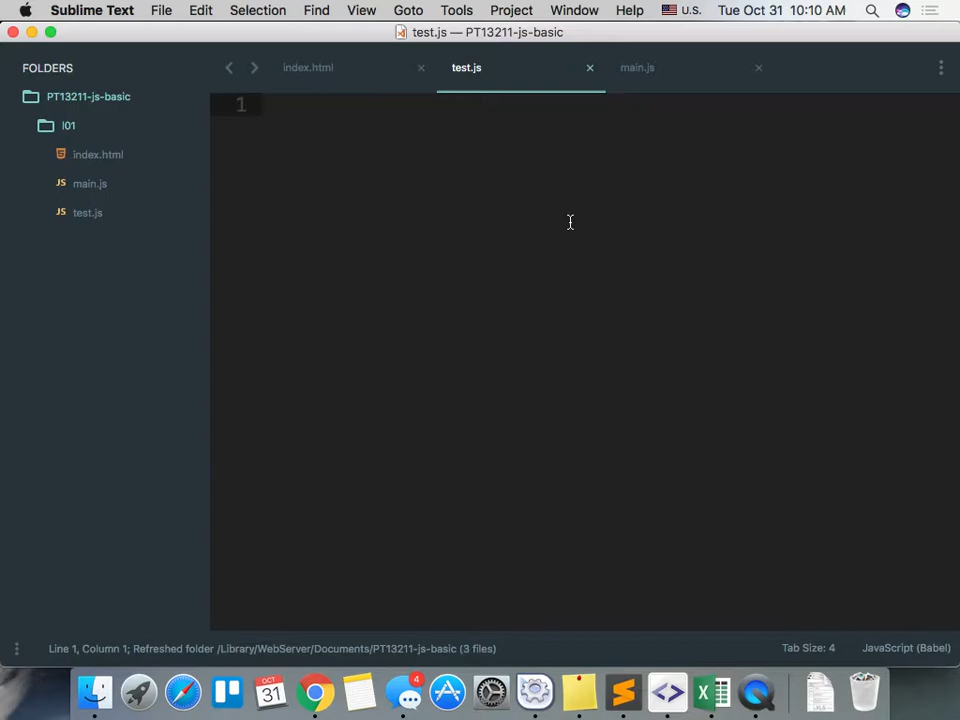 Sublime Text File Edit Selection Find View Goto Tools Project Window Help U.S. Tue Oct 31 10:10 AM
test.js — PT13211-js-basic
FOLDERS
PT13211-js-basic
l01
index.html
JS main.js
JS test.js
index.html × test.js × main.js ×
1
Line 1, Column 1; Refreshed folder /Library/WebServer/Documents/PT13211-js-basic (3 files) Tab Size: 4 JavaScript (Babel)
OCT
31
4